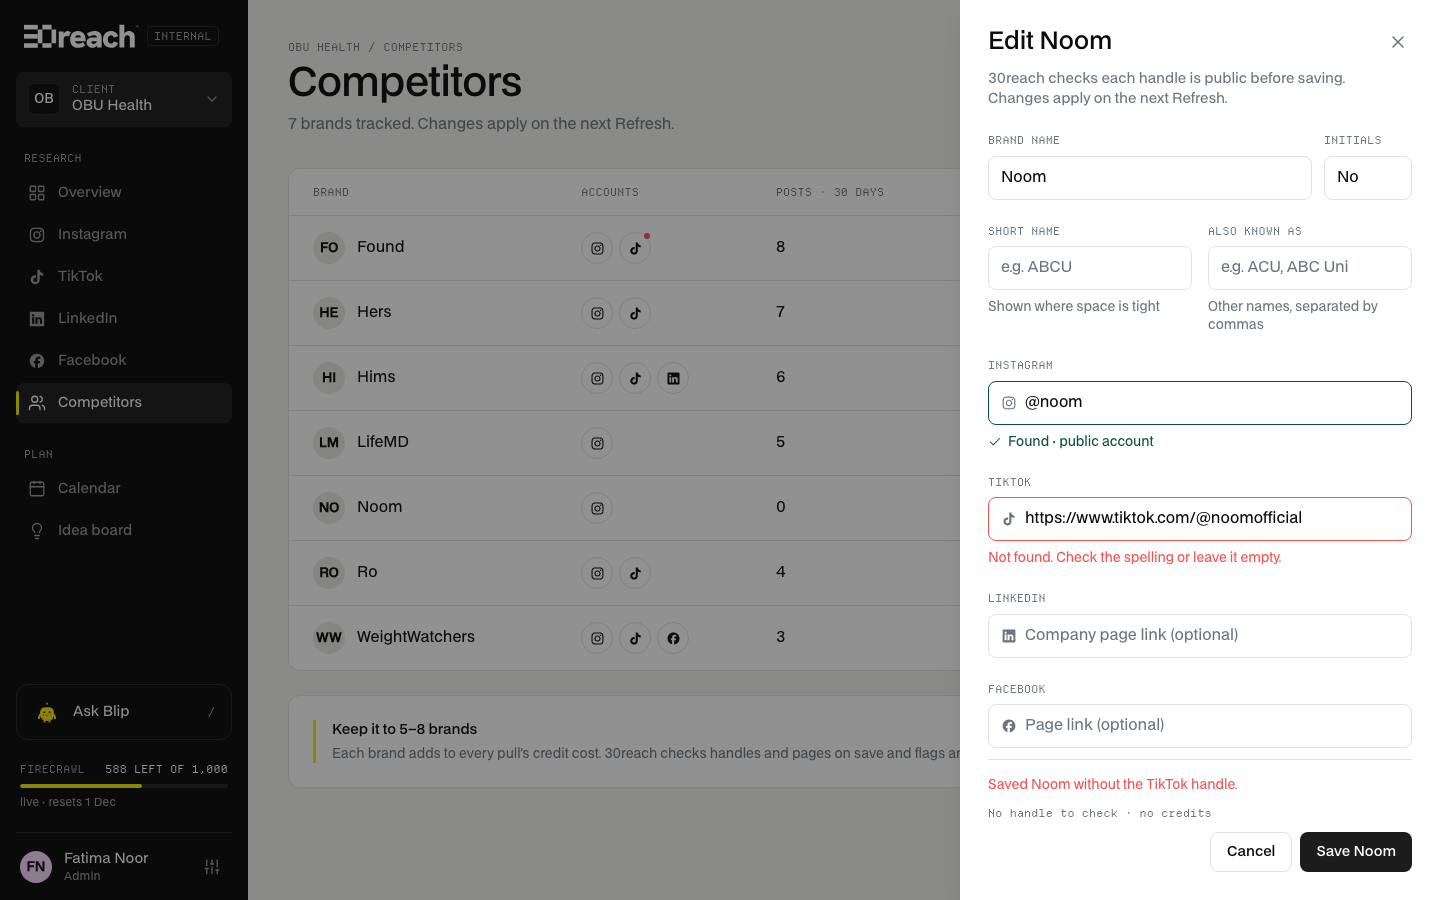 30reach INTERNAL
OB
CLIENT
OBU Health
RESEARCH
Overview
Instagram
TikTok
LinkedIn
Facebook
Competitors
PLAN
Calendar
Idea board
Ask Blip /
FIRECRAWL 588 LEFT OF 1,000
live · resets 1 Dec
FN
Fatima Noor
Admin
OBU HEALTH / COMPETITORS
Competitors
7 brands tracked. Changes apply on the next Refresh.
BRAND ACCOUNTS POSTS · 30 DAYS
FO Found 8
HE Hers 7
HI Hims 6
LM LifeMD 5
NO Noom 0
RO Ro 4
WW WeightWatchers 3
Keep it to 5–8 brands
Each brand adds to every pull's credit cost. 30reach checks handles and pages on save and flags
Edit Noom
30reach checks each handle is public before saving.
Changes apply on the next Refresh.
BRAND NAME INITIALS
Noom No
SHORT NAME ALSO KNOWN AS
e.g. ABCU e.g. ACU, ABC Uni
Shown where space is tight Other names, separated by
commas
INSTAGRAM
@noom
Found · public account
TIKTOK
https://www.tiktok.com/@noomofficial
Not found. Check the spelling or leave it empty.
LINKEDIN
Company page link (optional)
FACEBOOK
Page link (optional)
Saved Noom without the TikTok handle.
No handle to check · no credits
Cancel Save Noom